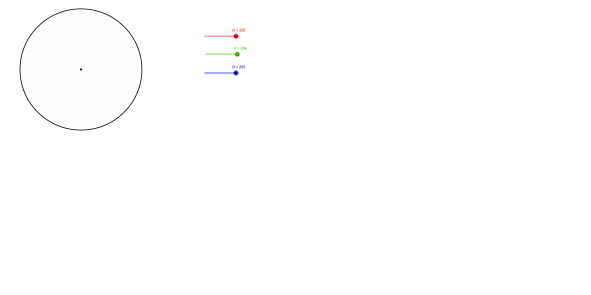 R = 255
V = 255
B = 255